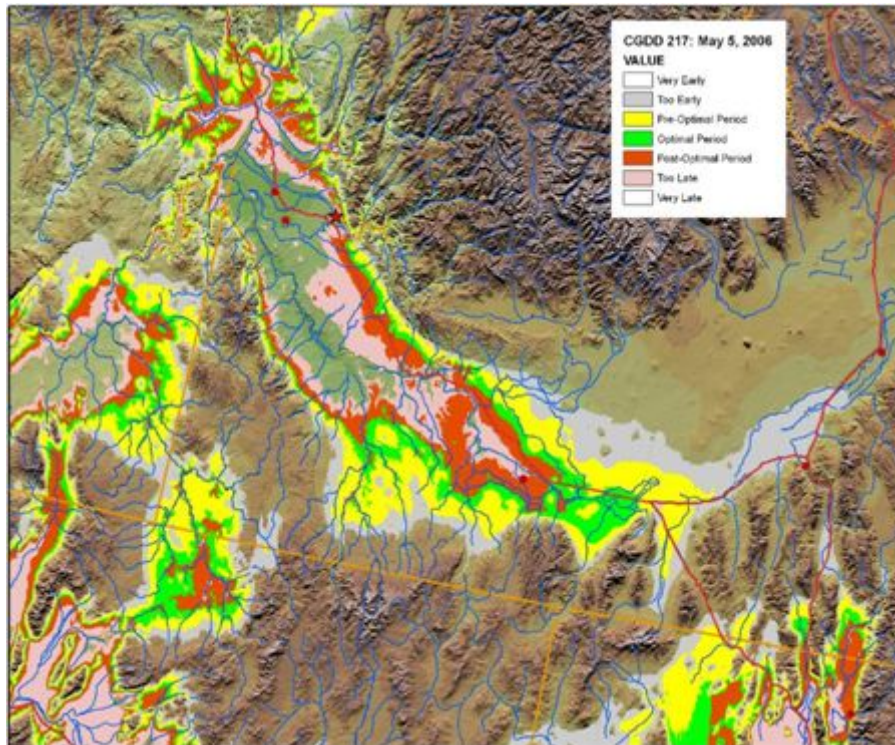 CGDD 217: May 5, 2006
VALUE
Very Early
Too Early
Pre-Optimal Period
Optimal Period
Post-Optimal Period
Too Late
Very Late